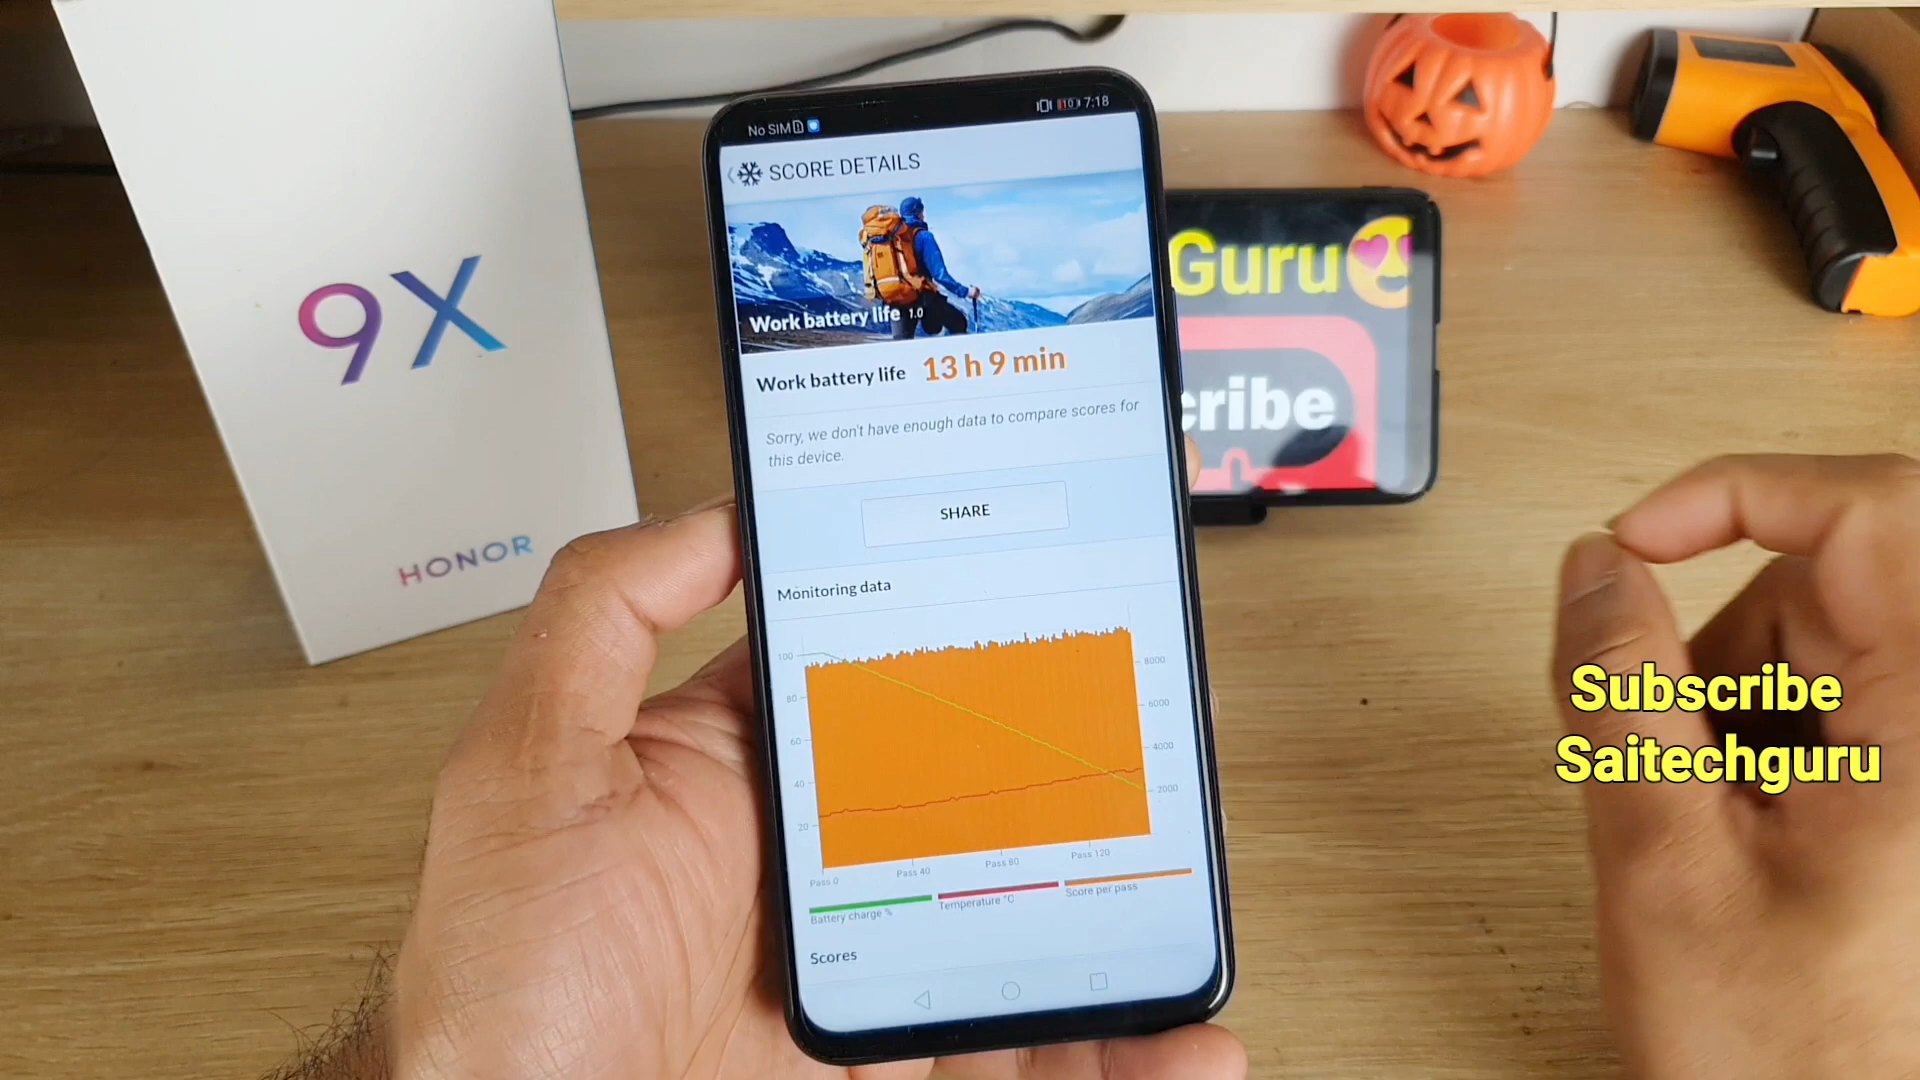 9X
HONOR
No SIM
10 7:18
SCORE DETAILS
Work battery life 1.0
Work battery life 13 h 9 min
Sorry, we don't have enough data to compare scores for
this device.
SHARE
Monitoring data
100
80
60
40
20
8000
6000
4000
2000
Pass 0
Pass 40
Pass 80
Pass 120
Battery charge %
Temperature °C
Score per pass
Scores
Guru😍
cribe
Subscribe
Saitechguru